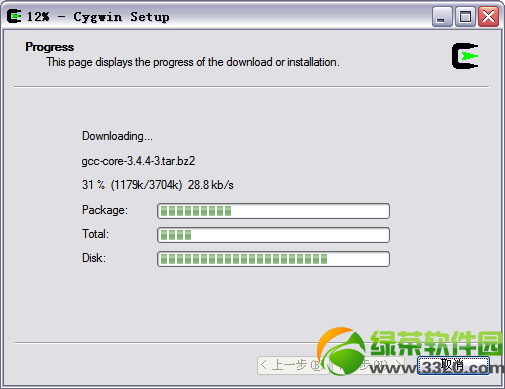 12% - Cygwin Setup
Progress
This page displays the progress of the download or installation.
Downloading...
gcc-core-3.4.4-3.tar.bz2
31 % (1179k/3704k) 28.8 kb/s
Package:
Total:
Disk:
绿茶软件园
< 上一步(B) 取消
www.33LC.com